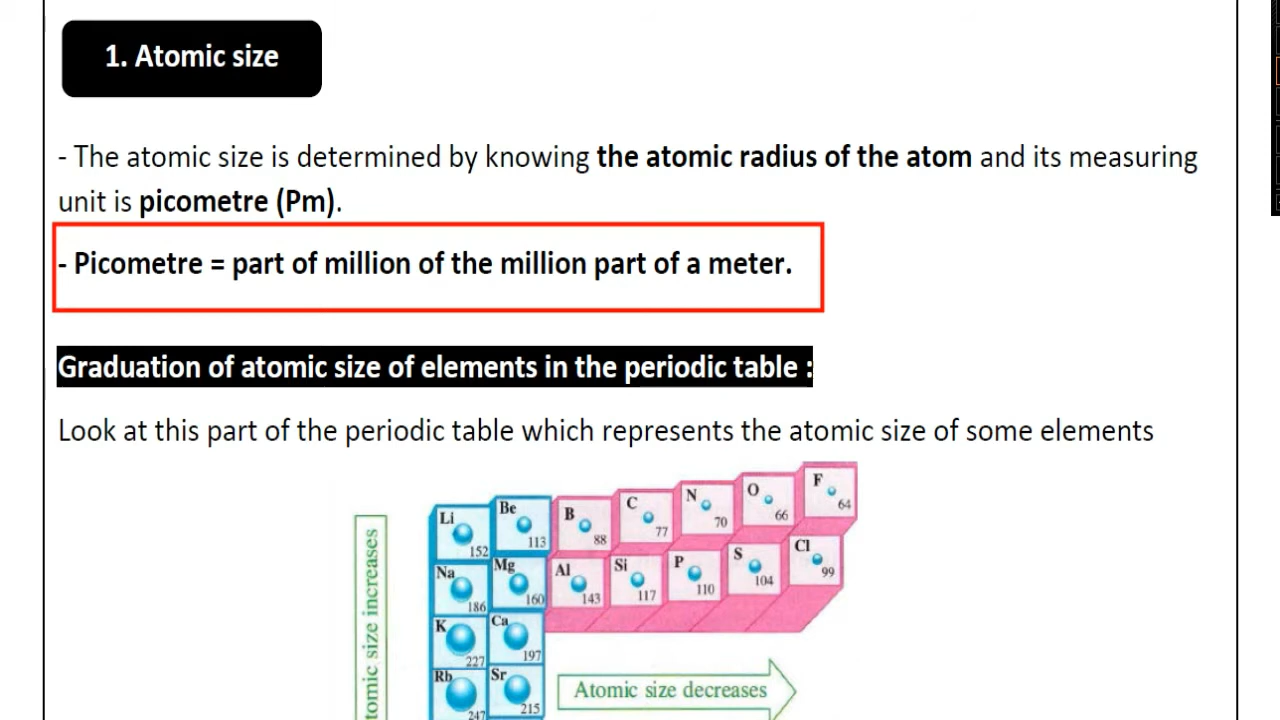 1. Atomic size
- The atomic size is determined by knowing the atomic radius of the atom and its measuring
unit is picometre (Pm).
- Picometre = part of million of the million part of a meter.
Graduation of atomic size of elements in the periodic table :
Look at this part of the periodic table which represents the atomic size of some elements
Li 152 Be 113 B 88 C 77 N 70 O 66 F 64
Na 186 Mg 160 Al 143 Si 117 P 110 S 104 Cl 99
K 227 Ca 197
Rb 247 Sr 215
tomic size increases
Atomic size decreases